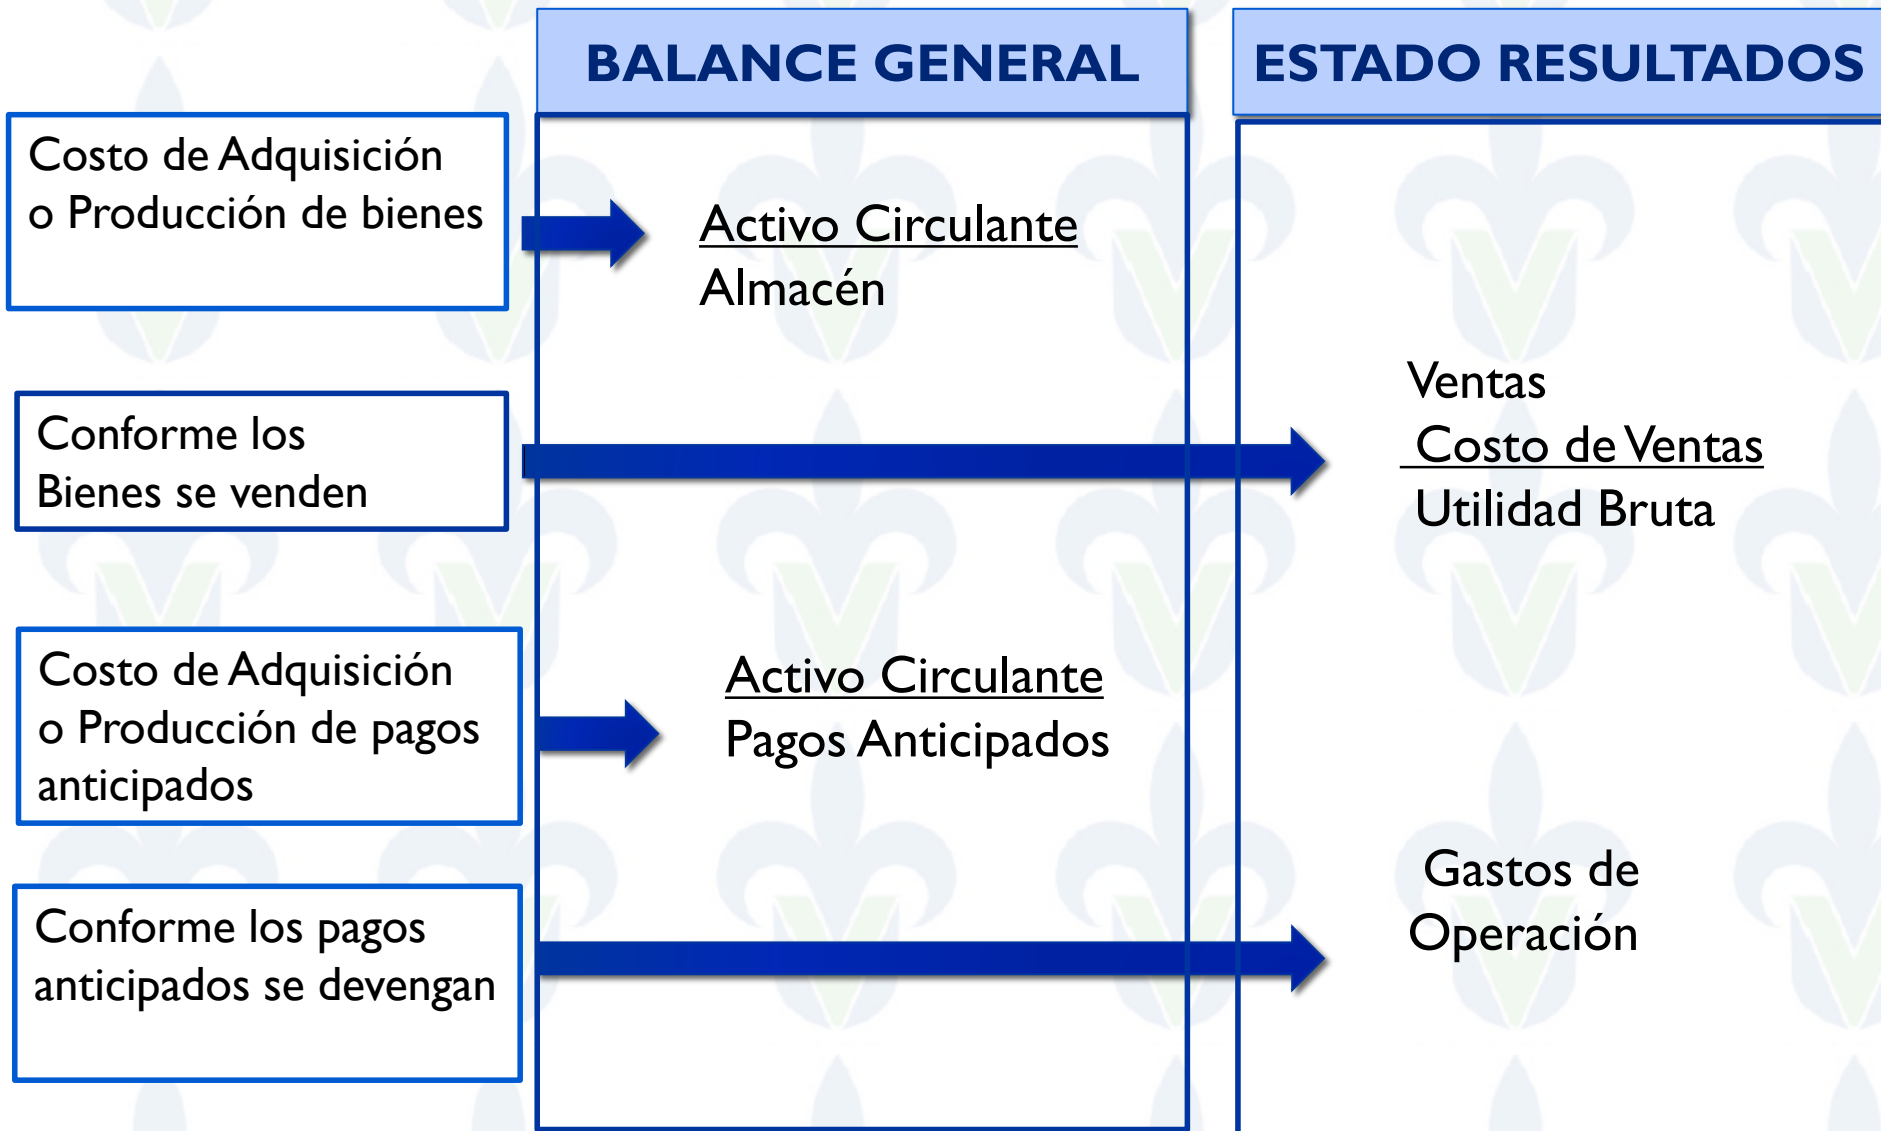 BALANCE GENERAL
ESTADO RESULTADOS
Costo de Adquisición
o Producción de bienes
Activo Circulante
Almacén
Conforme los
Bienes se venden
Ventas
Costo de Ventas
Utilidad Bruta
Costo de Adquisición
o Producción de pagos
anticipados
Activo Circulante
Pagos Anticipados
Conforme los pagos
anticipados se devengan
Gastos de
Operación